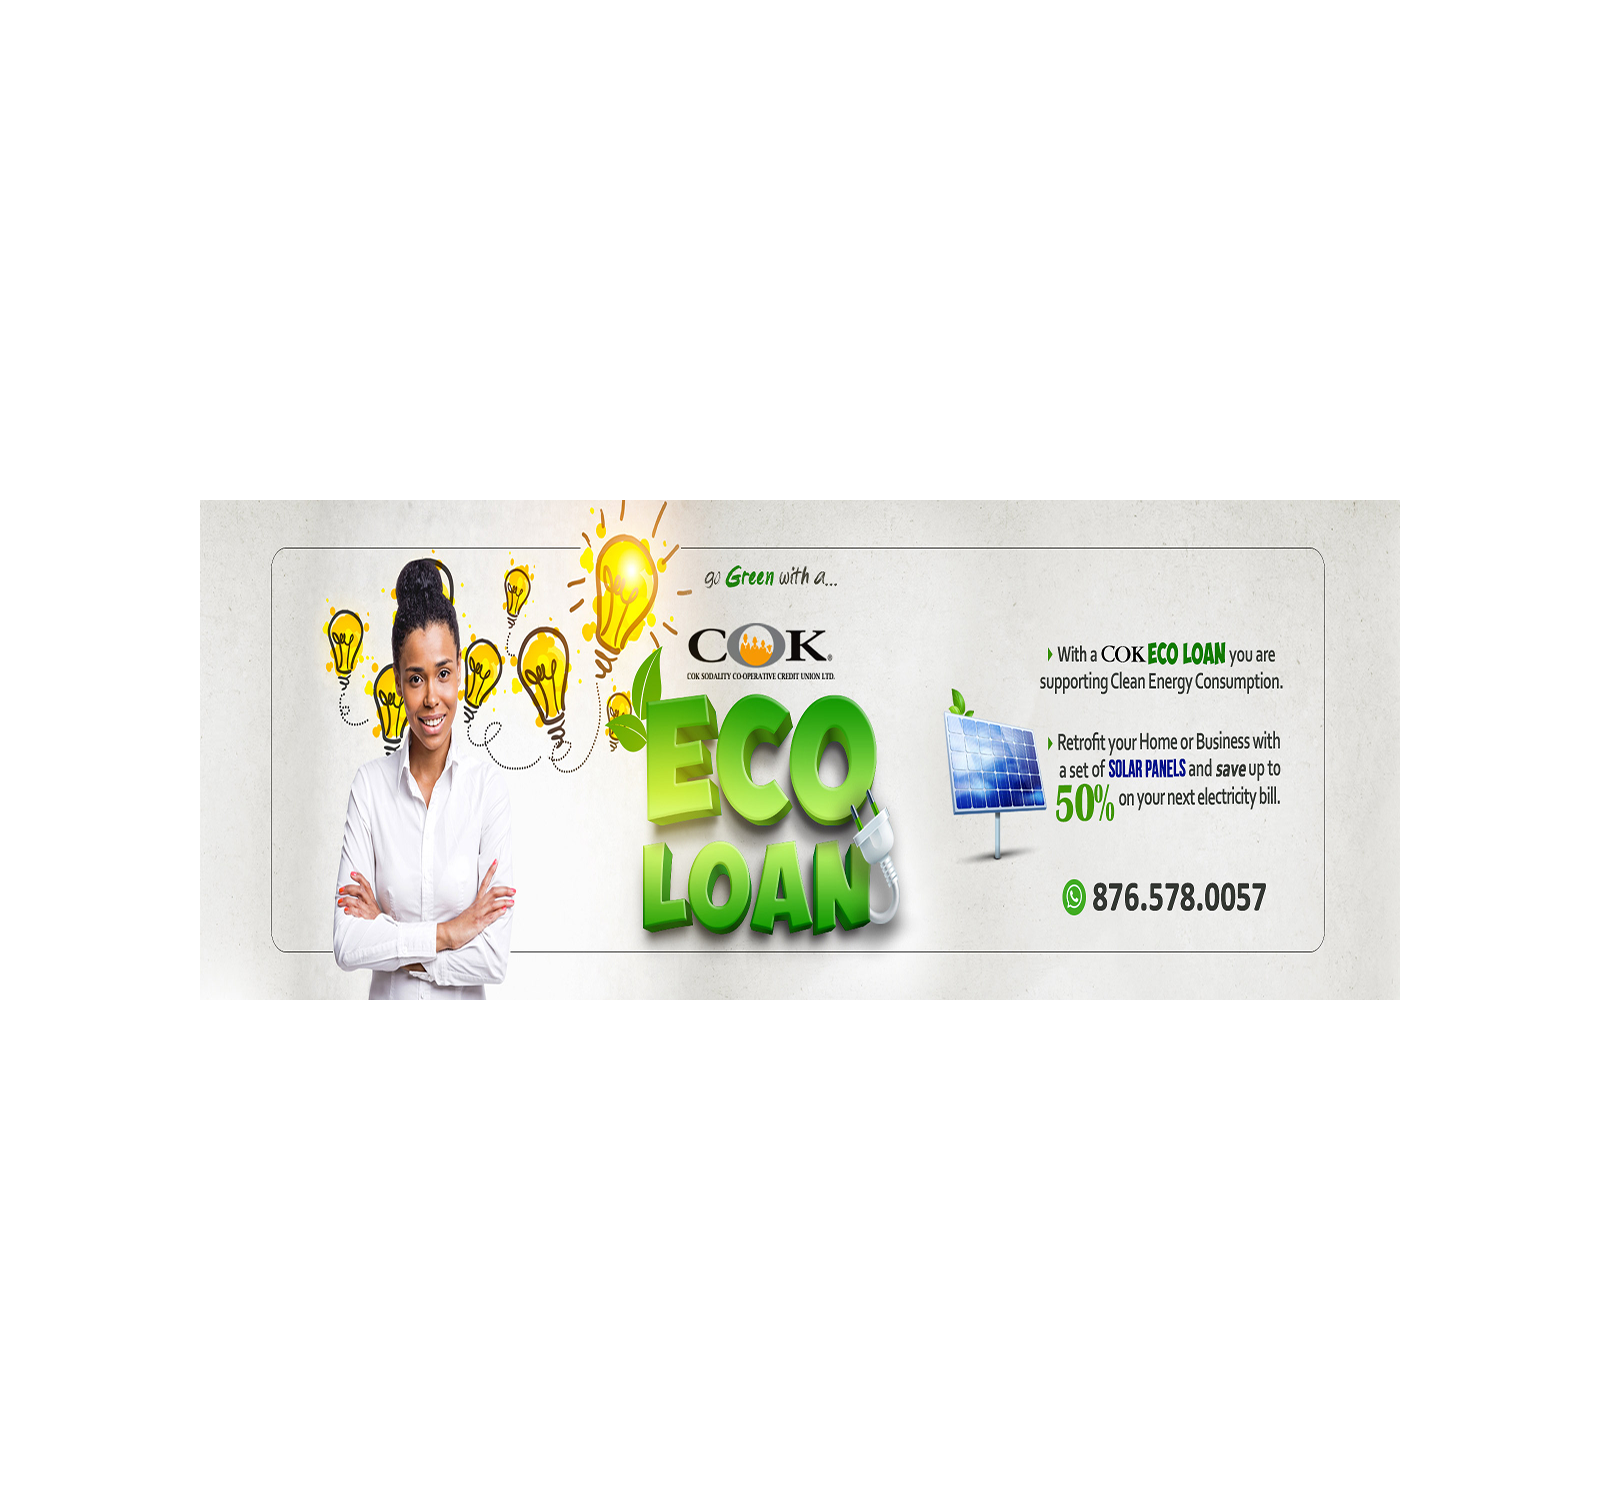 go Green with a...
COK®
COK SODALITY CO-OPERATIVE CREDIT UNION LTD.
ECO
LOAN
With a COK ECO LOAN you are
supporting Clean Energy Consumption.
Retrofit your Home or Business with
a set of SOLAR PANELS and save up to
50% on your next electricity bill.
876.578.0057